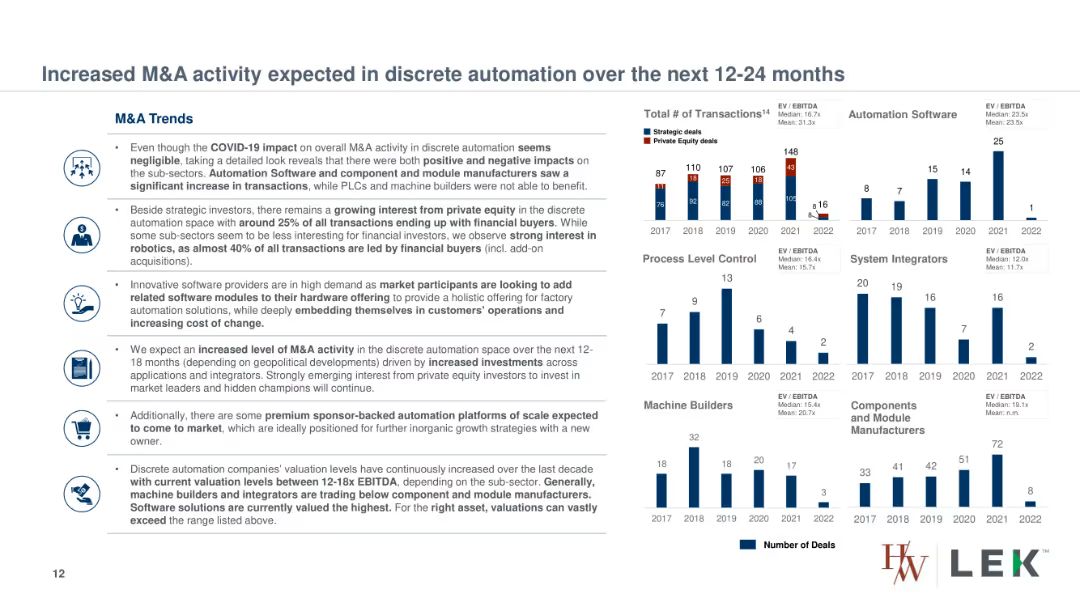 Increased M&A activity expected in discrete automation over the next 12-24 months
M&A Trends
• Even though the COVID-19 impact on overall M&A activity in discrete automation seems
negligible, taking a detailed look reveals that there were both positive and negative impacts on
the sub-sectors. Automation Software and component and module manufacturers saw a
significant increase in transactions, while PLCs and machine builders were not able to benefit.
• Beside strategic investors, there remains a growing interest from private equity in the discrete
automation space with around 25% of all transactions ending up with financial buyers. While
some sub-sectors seem to be less interesting for financial investors, we observe strong interest in
robotics, as almost 40% of all transactions are led by financial buyers (incl. add-on
acquisitions).
• Innovative software providers are in high demand as market participants are looking to add
related software modules to their hardware offering to provide a holistic offering for factory
automation solutions, while deeply embedding themselves in customers' operations and
increasing cost of change.
• We expect an increased level of M&A activity in the discrete automation space over the next 12-
18 months (depending on geopolitical developments) driven by increased investments across
applications and integrators. Strongly emerging interest from private equity investors to invest in
market leaders and hidden champions will continue.
• Additionally, there are some premium sponsor-backed automation platforms of scale expected
to come to market, which are ideally positioned for further inorganic growth strategies with a new
owner.
• Discrete automation companies' valuation levels have continuously increased over the last decade
with current valuation levels between 12-18x EBITDA, depending on the sub-sector. Generally,
machine builders and integrators are trading below component and module manufacturers.
Software solutions are currently valued the highest. For the right asset, valuations can vastly
exceed the range listed above.
Total # of Transactions14
EV / EBITDA
Median: 16.7x
Mean: 31.3x
Strategic deals
Private Equity deals
87 110 107 106 148 16
11 18 25 18 43 8
76 92 82 88 105 8
2017 2018 2019 2020 2021 2022
Automation Software
EV / EBITDA
Median: 23.5x
Mean: 23.5x
8 7 15 14 25 1
2017 2018 2019 2020 2021 2022
Process Level Control
EV / EBITDA
Median: 16.4x
Mean: 15.7x
7 9 13 6 4 2
2017 2018 2019 2020 2021 2022
System Integrators
EV / EBITDA
Median: 12.0x
Mean: 11.7x
20 19 16 7 16 2
2017 2018 2019 2020 2021 2022
Machine Builders
EV / EBITDA
Median: 15.4x
Mean: 20.7x
18 32 18 20 17 3
2017 2018 2019 2020 2021 2022
Components
and Module
Manufacturers
EV / EBITDA
Median: 19.1x
Mean: n.m.
33 41 42 51 72 8
2017 2018 2019 2020 2021 2022
Number of Deals
12
HW
LEK™